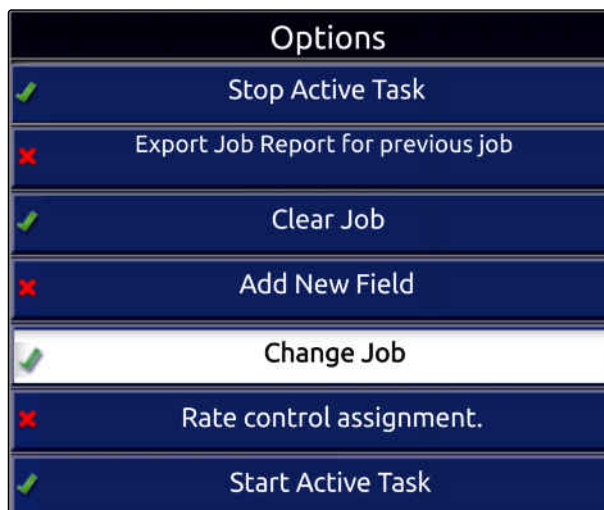 Options
Stop Active Task
Export Job Report for previous job
Clear Job
Add New Field
Change Job
Rate control assignment.
Start Active Task